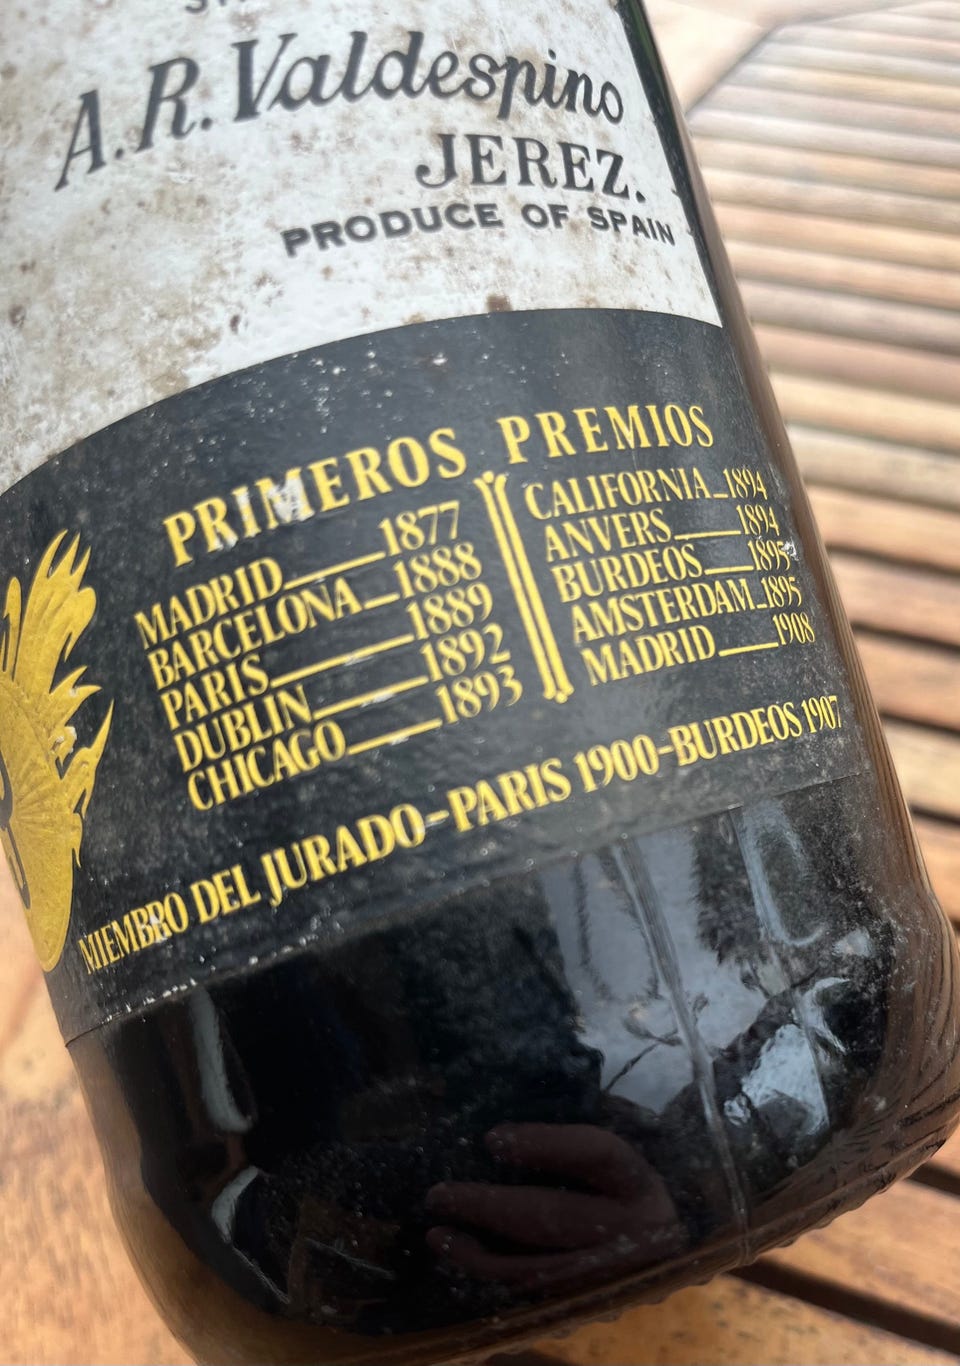 A.R.Valdespino
JEREZ.
PRODUCE OF SPAIN
PRIMEROS PREMIOS
MADRID 1877
BARCELONA 1888
PARIS 1889
DUBLIN 1892
CHICAGO 1893
CALIFORNIA 1894
ANVERS 1894
BURDEOS 1895
AMSTERDAM 1895
MADRID 1908
MIEMBRO DEL JURADO-PARIS 1900-BURDEOS 1907